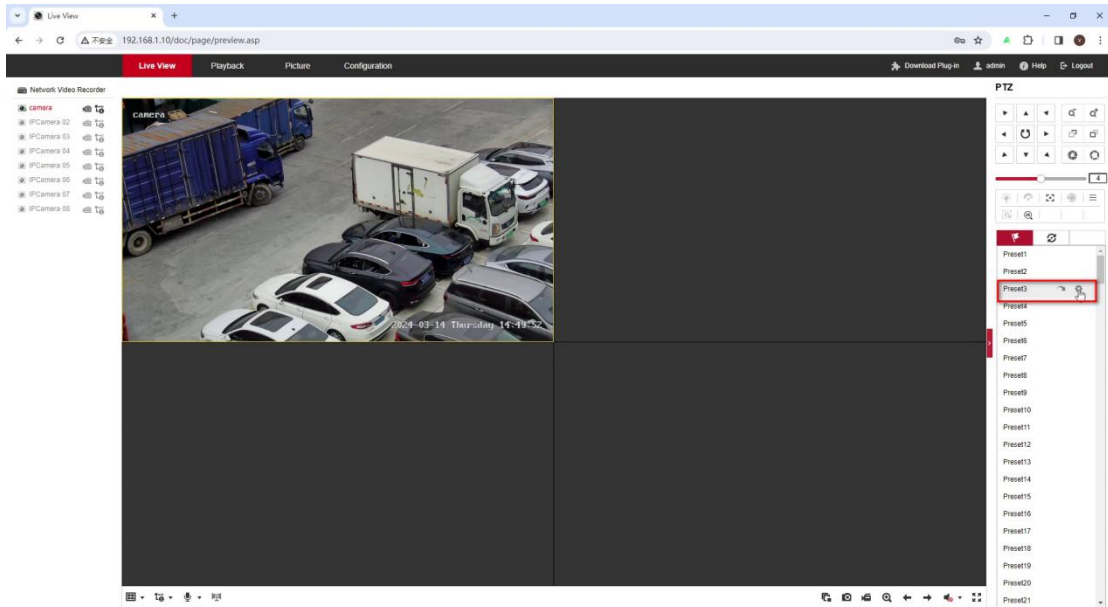 Live View
不安全 192.168.1.10/doc/page/preview.asp
Live View Playback Picture Configuration Download Plug-in admin Help Logout
Network Video Recorder
camera
IPCamera 02
IPCamera 03
IPCamera 04
IPCamera 05
IPCamera 06
IPCamera 07
IPCamera 08
camera
2024-03-14 Thursday 14:49:52
PTZ
4
Preset1
Preset2
Preset3
Preset4
Preset5
Preset6
Preset7
Preset8
Preset9
Preset10
Preset11
Preset12
Preset13
Preset14
Preset15
Preset16
Preset17
Preset18
Preset19
Preset20
Preset21